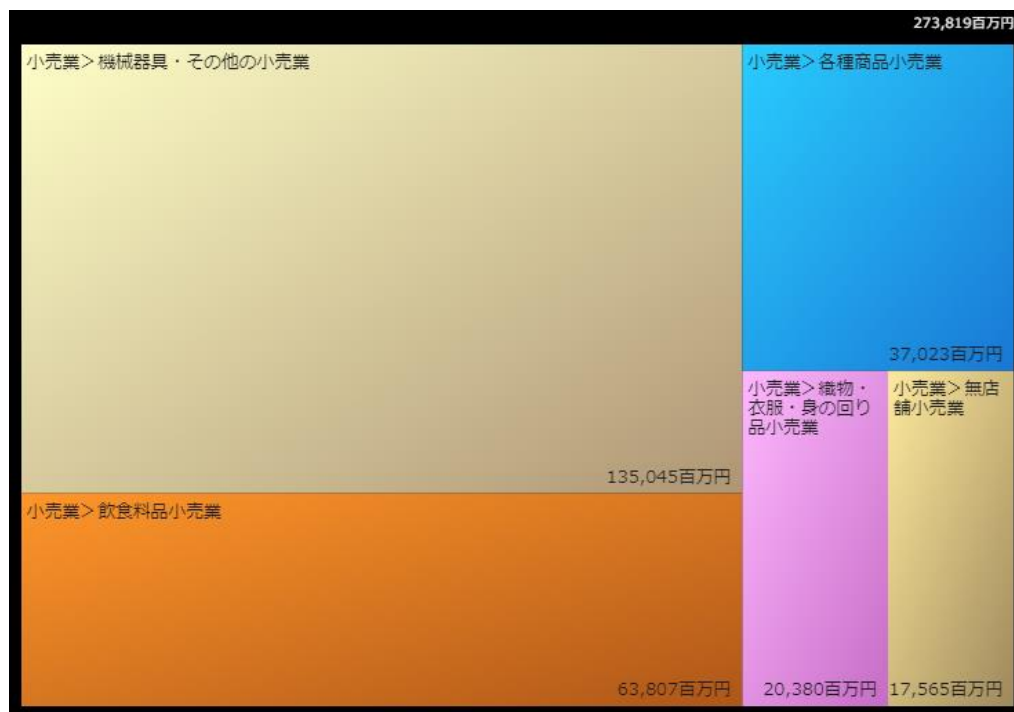 273,819百万円
小売業＞機械器具・その他の小売業
135,045百万円
小売業＞飲食料品小売業
63,807百万円
小売業＞各種商品小売業
37,023百万円
小売業＞織物・
衣服・身の回り
品小売業
20,380百万円
小売業＞無店
舗小売業
17,565百万円